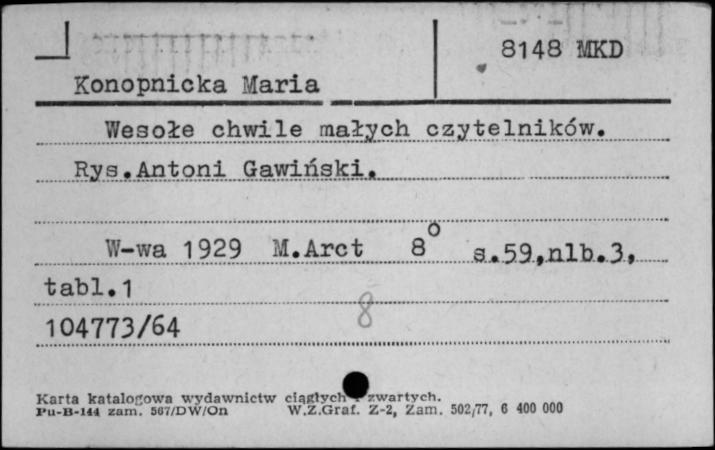 8148 MKD
Konopnicka Maria
Wesołe chwile małych czytelników.
Rys.Antoni Gawiński.
W-wa 1929 M.Arct 8° s.59,nlb.3,
tabl.1
104773/64 8
Karta katalogowa wydawnictw ciągłych i zwartych.
Pu-B-144 zam. 567/DW/On W.Z.Graf. Z-2, Zam. 502/77, 6 400 000